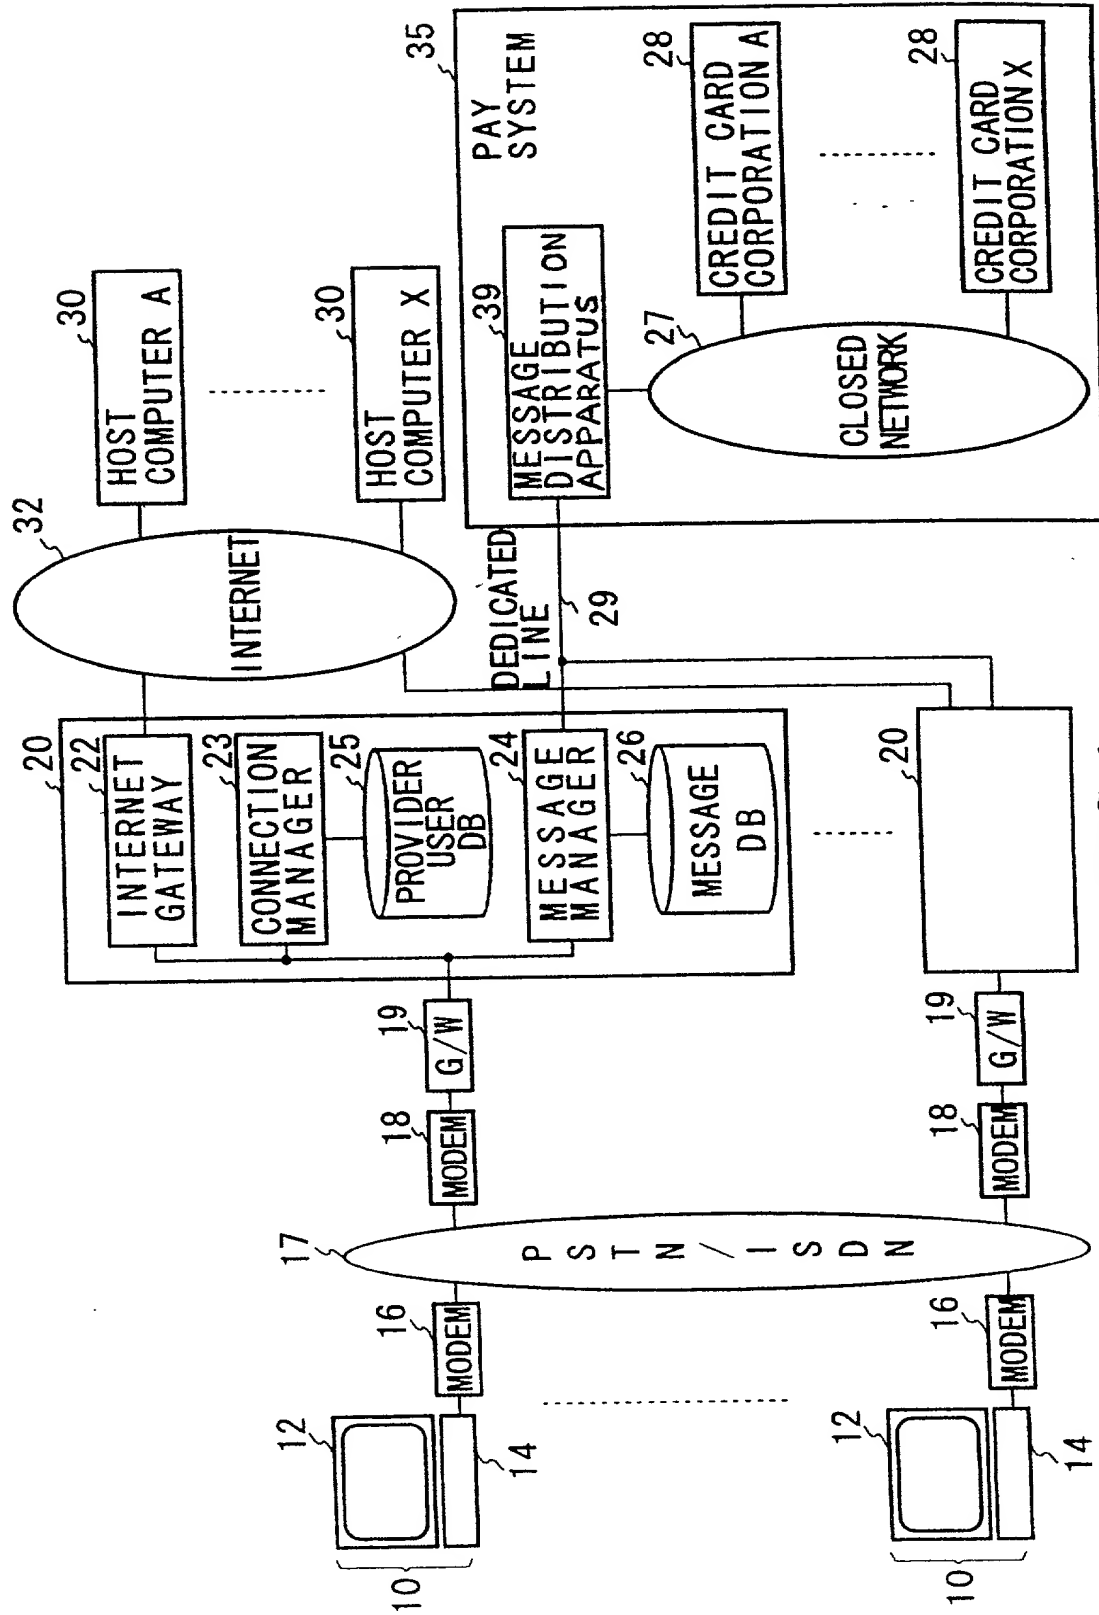 10
12
14
16
MODEM
17
PSTN/ISDN
18
MODEM
19
G/W
20
22
INTERNET
GATEWAY
23
CONNECTION
MANAGER
25
PROVIDER
USER
DB
24
MESSAGE
MANAGER
26
MESSAGE
DB
32
INTERNET
30
HOST
COMPUTER A
30
HOST
COMPUTER X
DEDICATED
LINE
29
35
PAY
SYSTEM
39
MESSAGE
DISTRIBUTION
APPARATUS
27
CLOSED
NETWORK
28
CREDIT CARD
CORPORATION A
28
CREDIT CARD
CORPORATION X
10
12
14
16
MODEM
18
MODEM
19
G/W
20